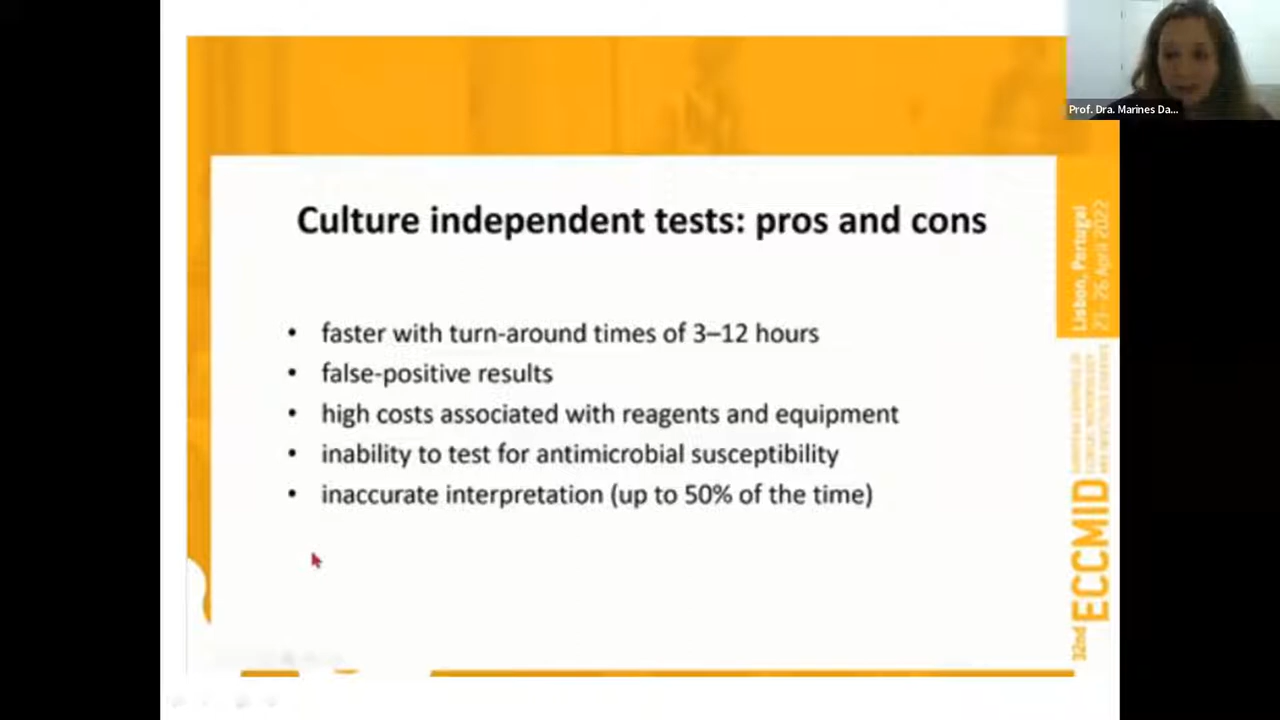 Culture independent tests: pros and cons
• faster with turn-around times of 3–12 hours
• false-positive results
• high costs associated with reagents and equipment
• inability to test for antimicrobial susceptibility
• inaccurate interpretation (up to 50% of the time)
Prof. Dra. Marines Da...
Lisbon, Portugal
23 - 26 April 2022
32nd ECCMID